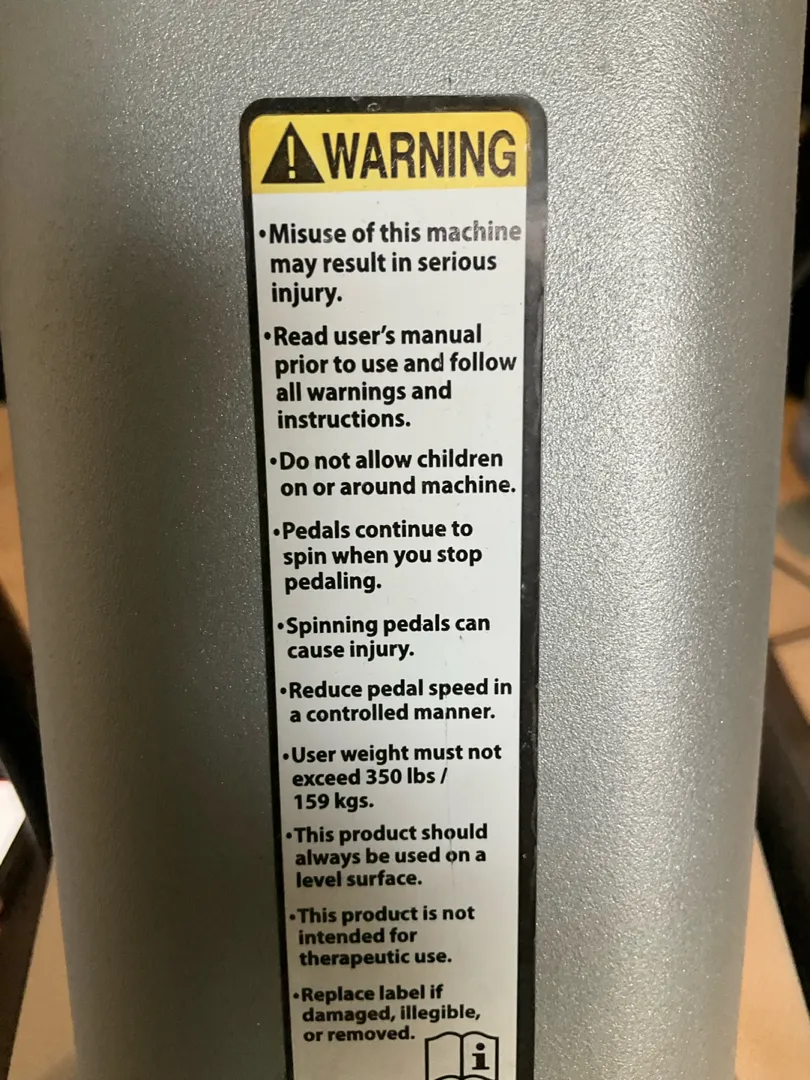 WARNING
•Misuse of this machine
may result in serious
injury.
•Read user's manual
prior to use and follow
all warnings and
instructions.
•Do not allow children
on or around machine.
•Pedals continue to
spin when you stop
pedaling.
•Spinning pedals can
cause injury.
•Reduce pedal speed in
a controlled manner.
•User weight must not
exceed 350 lbs /
159 kgs.
•This product should
always be used on a
level surface.
•This product is not
intended for
therapeutic use.
•Replace label if
damaged, illegible,
or removed.
i